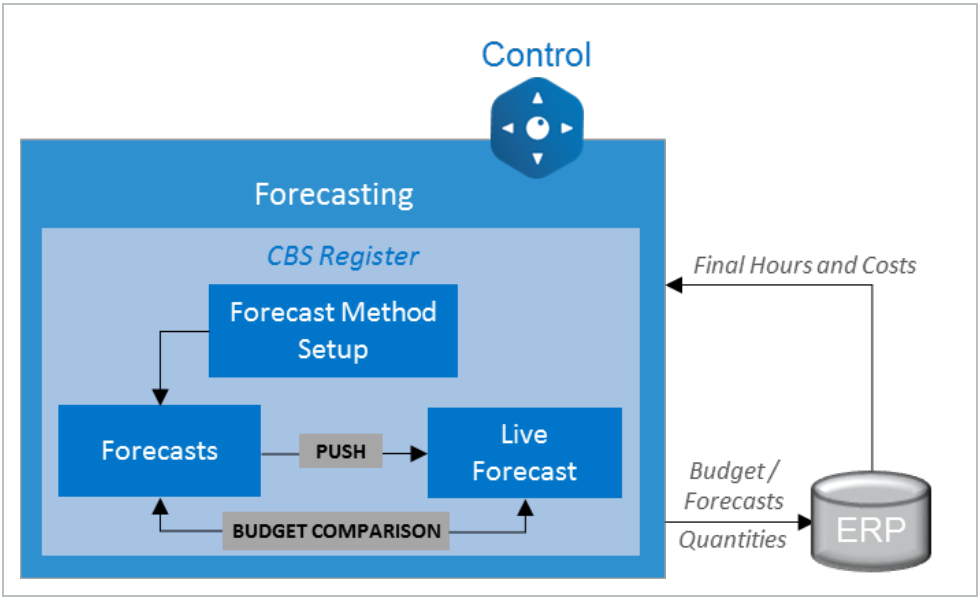 Control
Forecasting
CBS Register
Forecast Method
Setup
Forecasts
PUSH
Live
Forecast
BUDGET COMPARISON
Final Hours and Costs
Budget /
Forecasts
Quantities
ERP